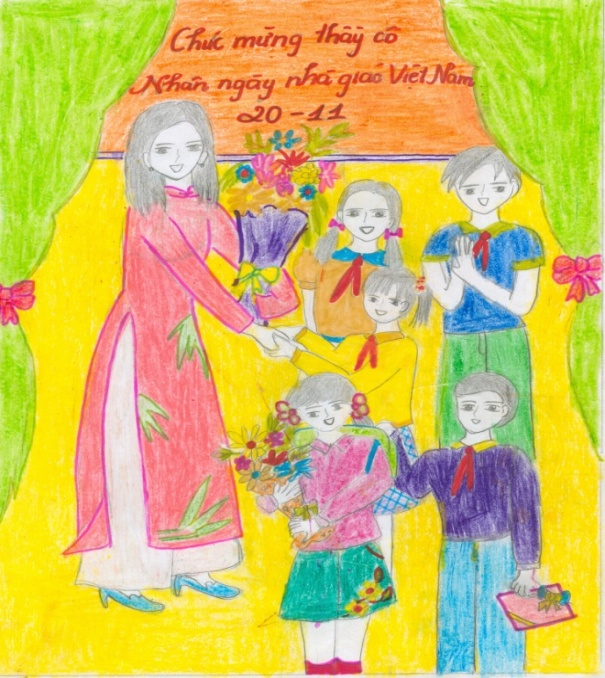 Chúc mừng thầy cô
Nhân ngày nhà giáo Việt Nam
20-11